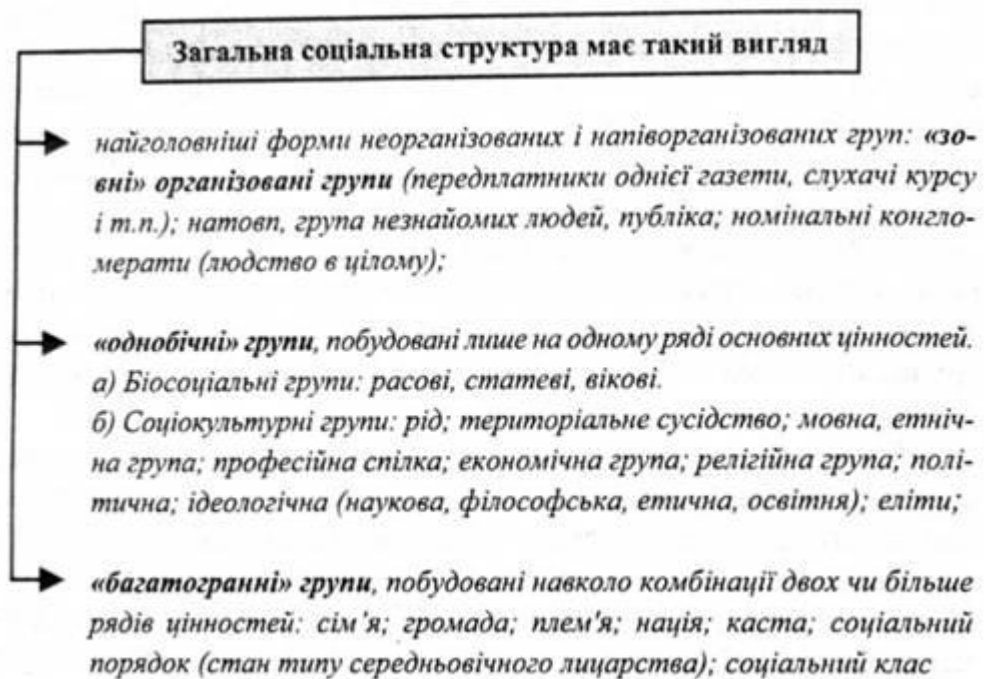 Загальна соціальна структура має такий вигляд
найголовніші форми неорганізованих і напіворганізованих груп: «зо-
вні» організовані групи (передплатники однієї газети, слухачі курсу
і т.п.); натовп, група незнайомих людей, публіка; номінальні конгло-
мерати (людство в цілому);
«однобічні» групи, побудовані лише на одному ряді основних цінностей.
а) Біосоціальні групи: расові, статеві, вікові.
б) Соціокультурні групи: рід; територіальне сусідство; мовна, етніч-
на група; професійна спілка; економічна група; релігійна група; полі-
тична; ідеологічна (наукова, філософська, етична, освітня); еліти;
«багатогранні» групи, побудовані навколо комбінації двох чи більше
рядів цінностей: сім'я; громада; плем'я; нація; каста; соціальний
порядок (стан типу середньовічного лицарства); соціальний клас